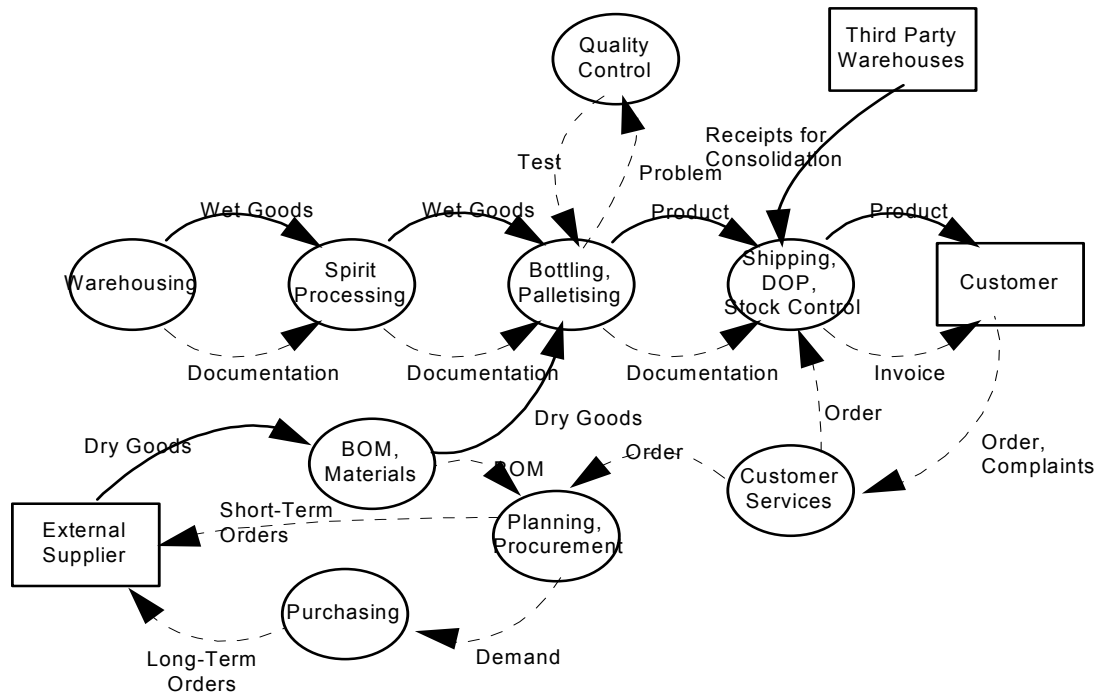 Quality
Control
Third Party
Warehouses
Receipts for
Consolidation
Test
Problem
Wet Goods
Wet Goods
Product
Product
Warehousing
Spirit
Processing
Bottling,
Palletising
Shipping,
DOP,
Stock Control
Customer
Documentation
Documentation
Documentation
Invoice
Dry Goods
BOM,
Materials
Dry Goods
BOM
Order
Order
Order,
Complaints
Customer
Services
External
Supplier
Short-Term
Orders
Planning,
Procurement
Purchasing
Long-Term
Orders
Demand